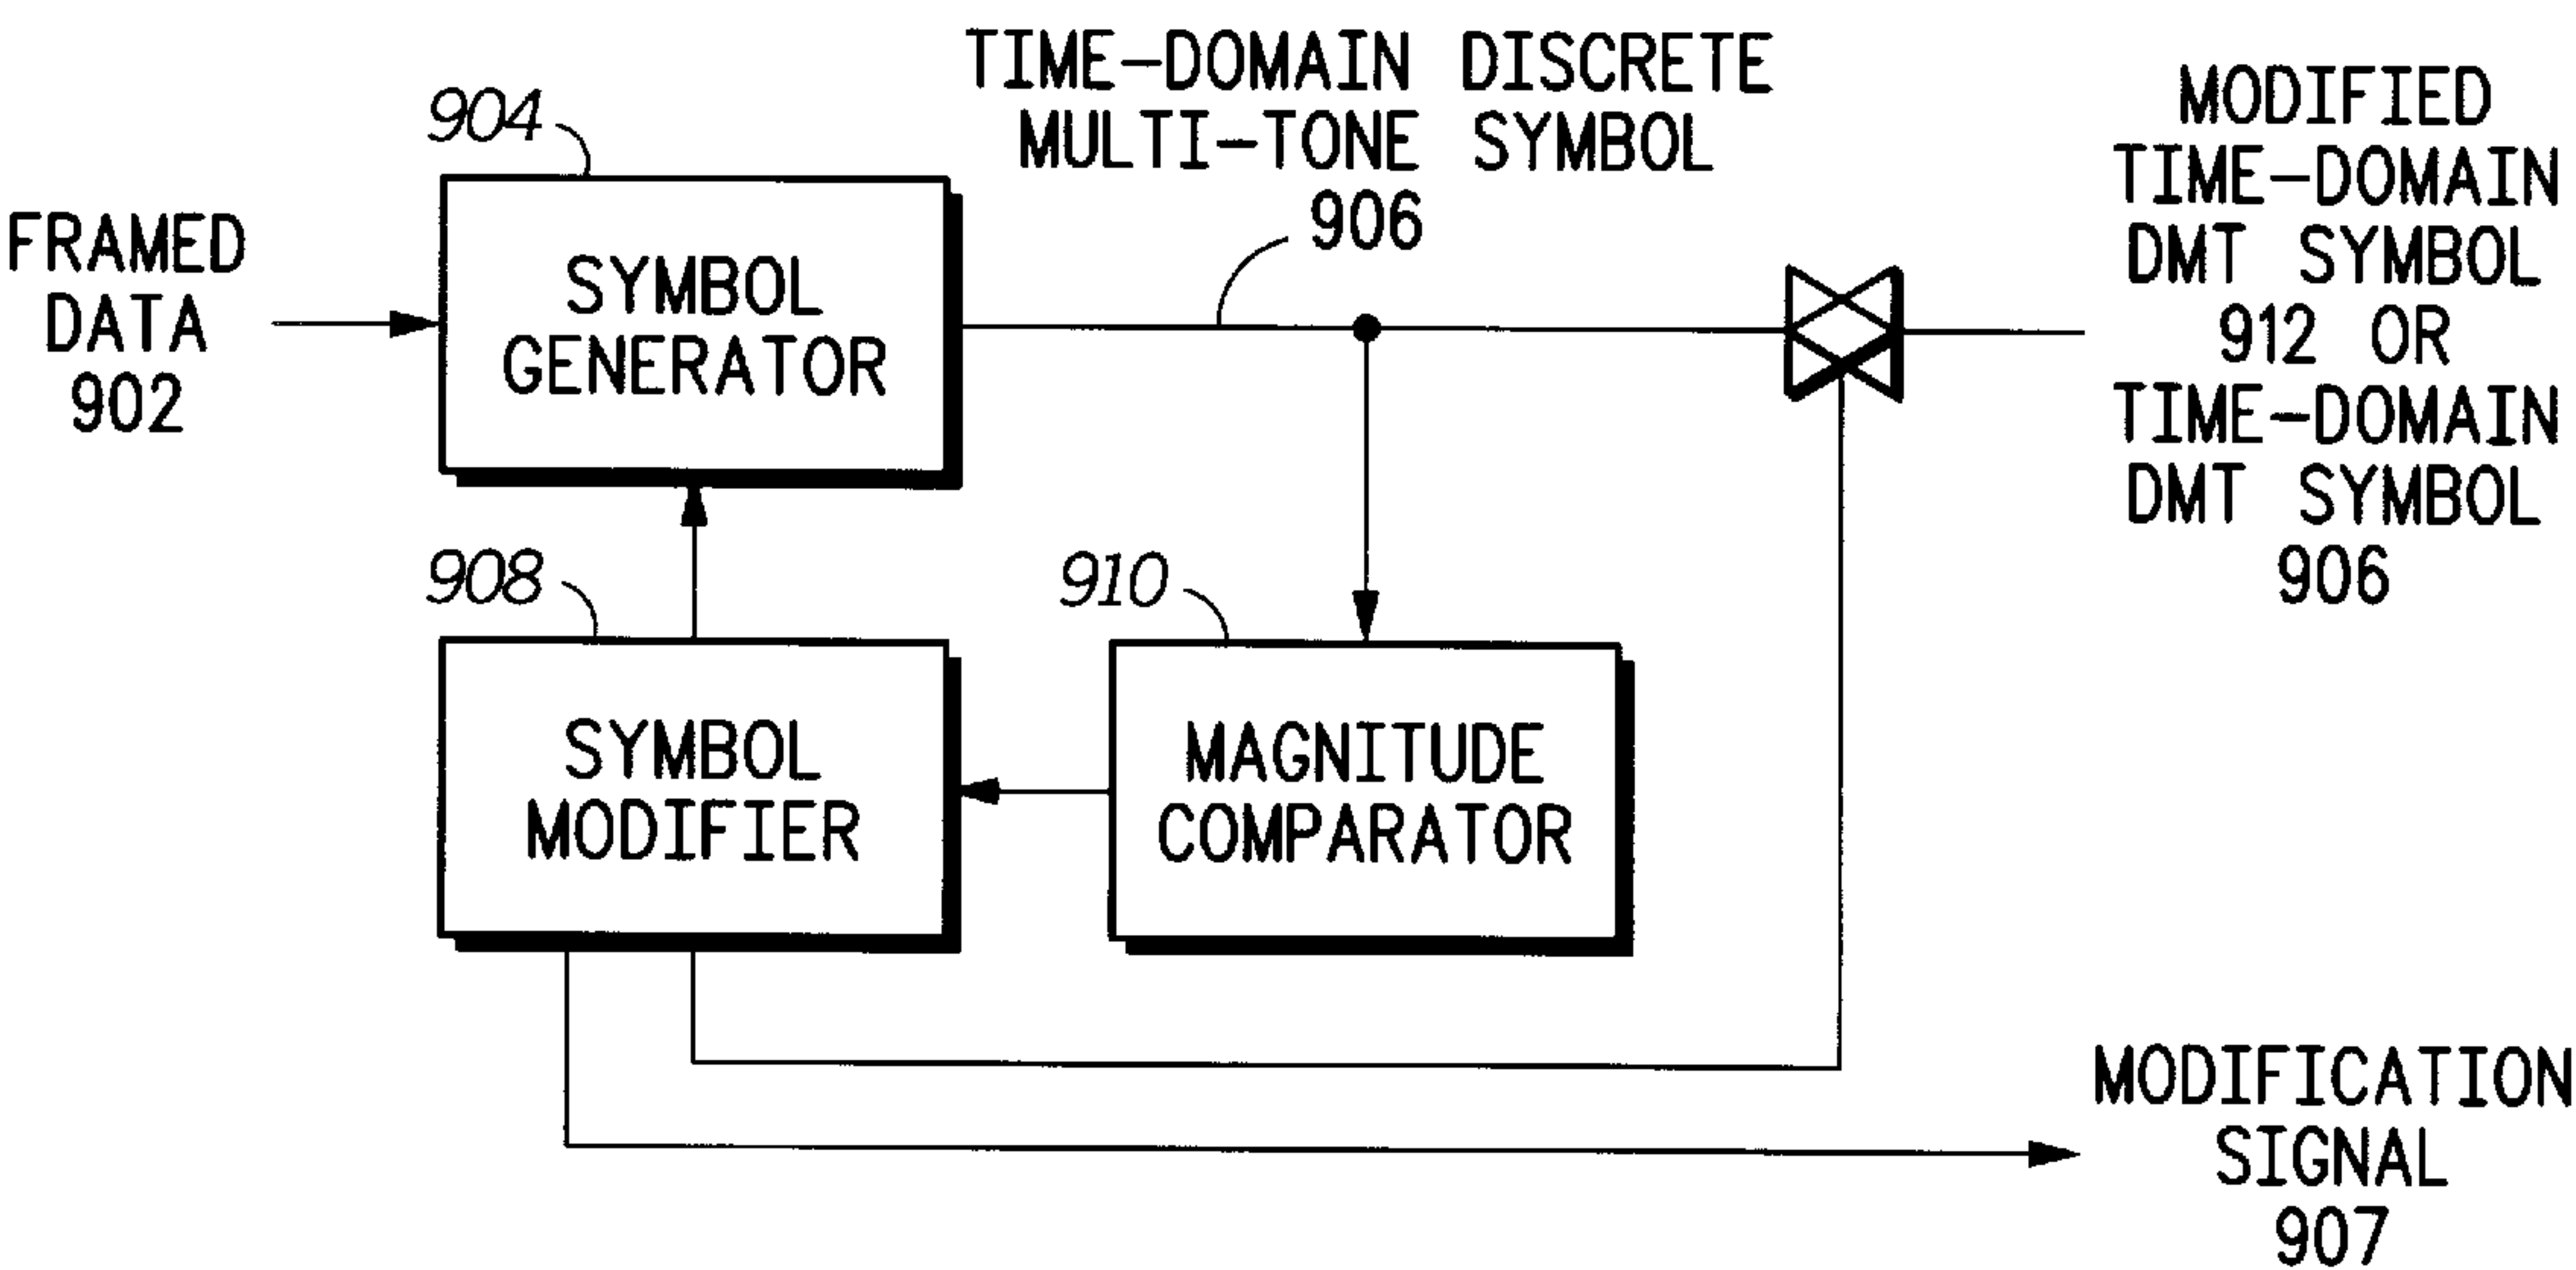 TIME-DOMAIN DISCRETE
MULTI-TONE SYMBOL
906
904
FRAMED
DATA
902
SYMBOL
GENERATOR
MODIFIED
TIME-DOMAIN
DMT SYMBOL
912 OR
TIME-DOMAIN
DMT SYMBOL
906
908
SYMBOL
MODIFIER
910
MAGNITUDE
COMPARATOR
MODIFICATION
SIGNAL
907